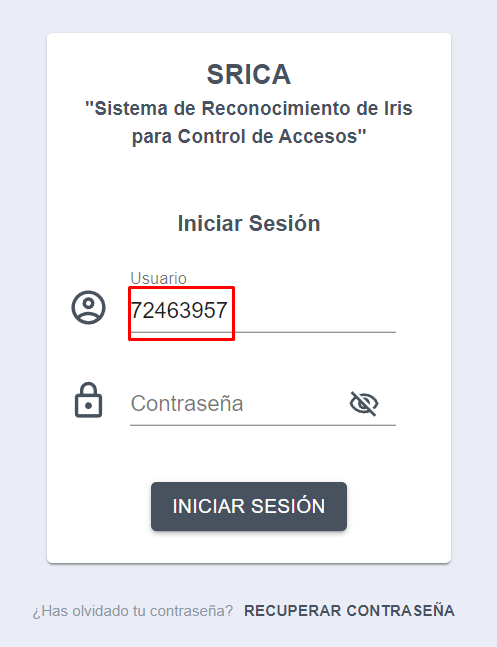 SRICA
"Sistema de Reconocimiento de Iris
para Control de Accesos"
Iniciar Sesión
Usuario
72463957
Contraseña
INICIAR SESIÓN
¿Has olvidado tu contraseña? RECUPERAR CONTRASEÑA